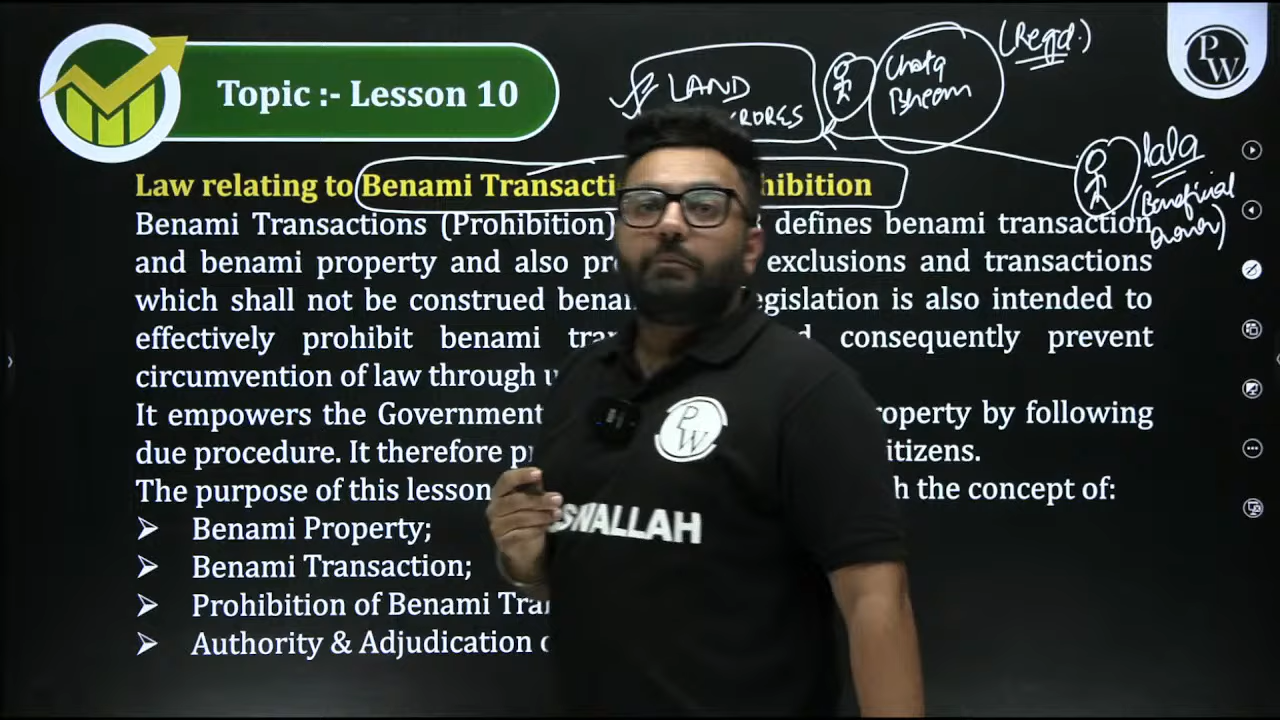 Topic :- Lesson 10
LAND
CRORES
Chota
Bheem
(Regd.)
lala
(Beneficial
owner)
PW
Law relating to Benami Transacti hibition
Benami Transactions (Prohibition) defines benami transaction
and benami property and also pr exclusions and transactions
which shall not be construed bena egislation is also intended to
effectively prohibit benami tra consequently prevent
circumvention of law through u
It empowers the Government roperty by following
due procedure. It therefore p itizens.
The purpose of this lesson h the concept of:
➤ Benami Property;
➤ Benami Transaction;
➤ Prohibition of Benami Tra
➤ Authority & Adjudication o
PW
SWALLAH